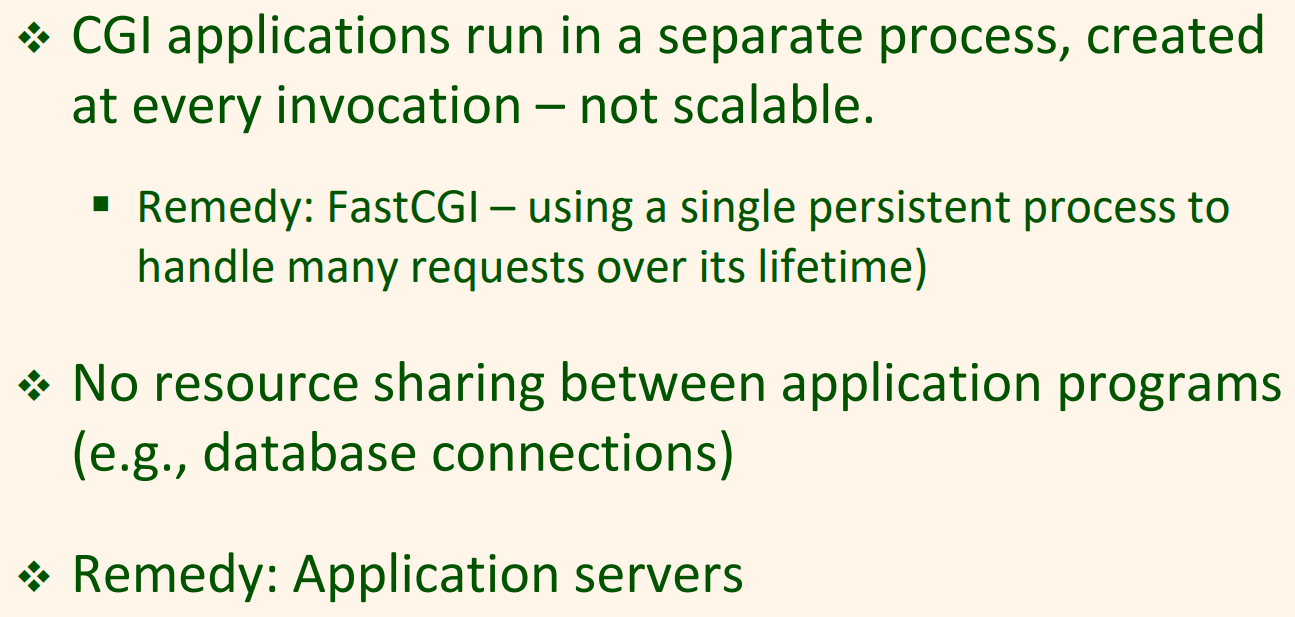 ❖ CGI applications run in a separate process, created
at every invocation – not scalable.
▪ Remedy: FastCGI – using a single persistent process to
handle many requests over its lifetime)
❖ No resource sharing between application programs
(e.g., database connections)
❖ Remedy: Application servers